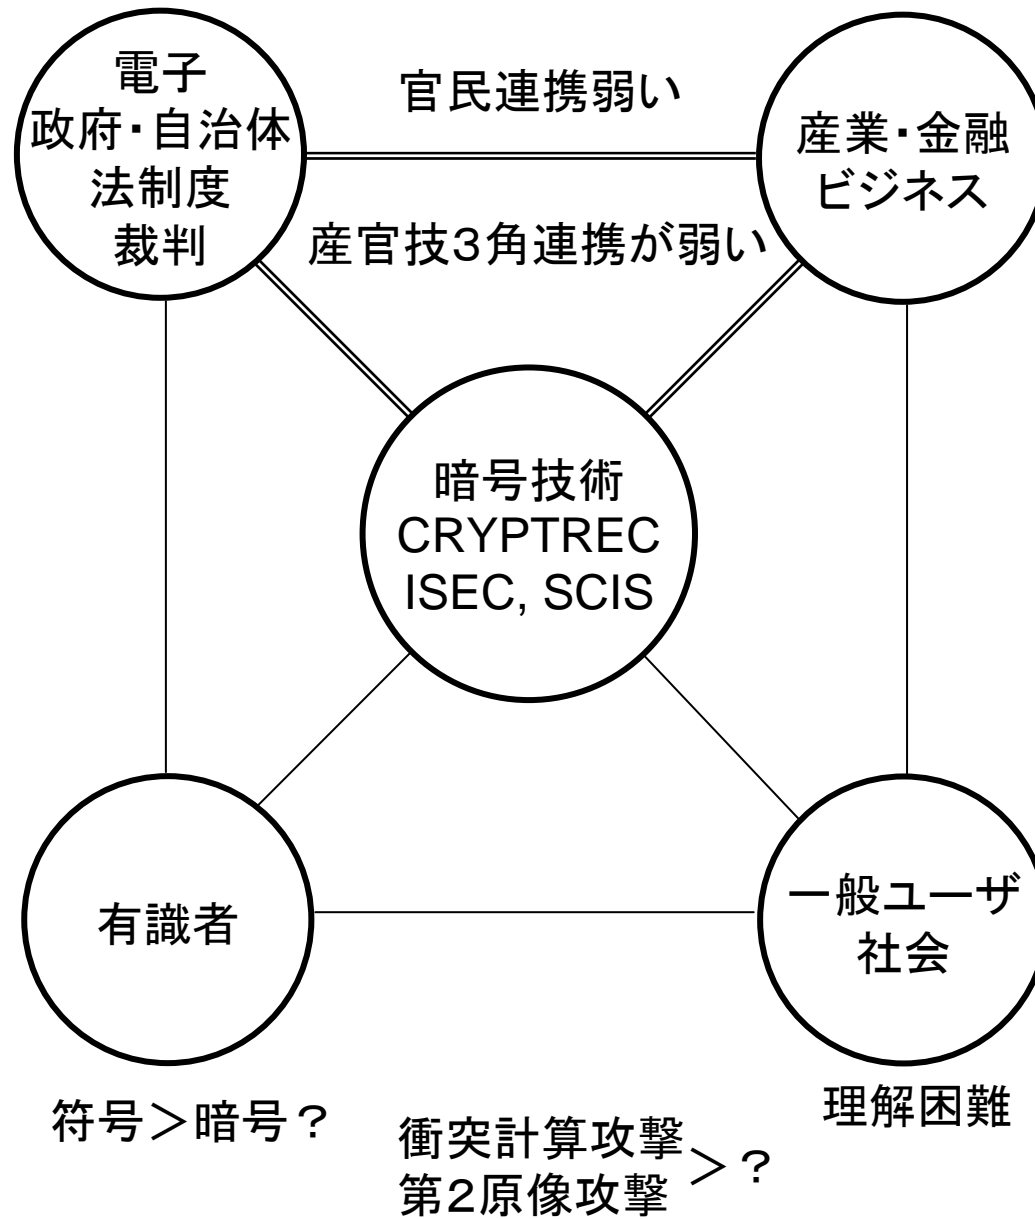 電子
政府・自治体
法制度
裁判
官民連携弱い
産業・金融
ビジネス
産官技3角連携が弱い
暗号技術
CRYPTREC
ISEC, SCIS
有識者
一般ユーザ
社会
符号＞暗号？
理解困難
衝突計算攻撃
第2原像攻撃
＞？